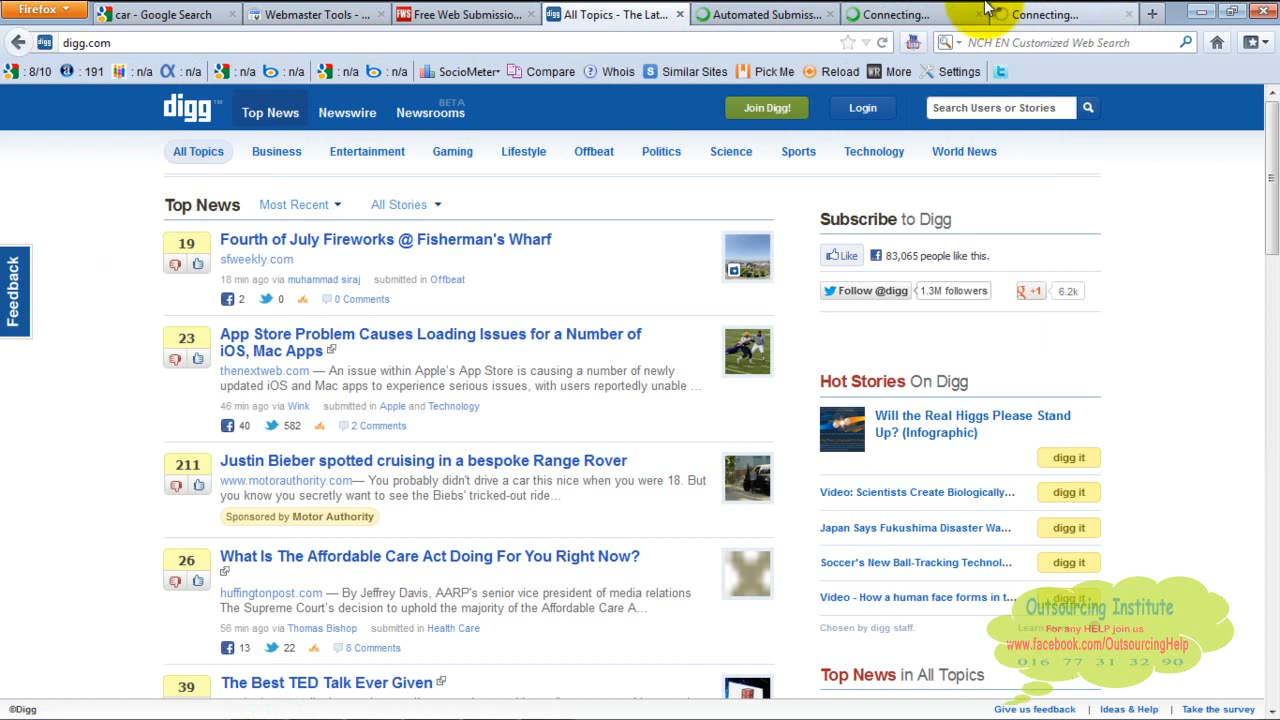 Firefox
car - Google Search
Webmaster Tools - ...
Free Web Submissio...
All Topics - The Lat...
Automated Submiss...
Connecting...
Connecting...
digg.com
NCH EN Customized Web Search
: 8/10
: 191
: n/a
: n/a
: n/a
: n/a
: n/a
: n/a
SocioMeter
Compare
Whois
Similar Sites
Pick Me
Reload
More
Settings
digg™
Top News
Newswire
Newsrooms
BETA
Join Digg!
Login
Search Users or Stories
All Topics
Business
Entertainment
Gaming
Lifestyle
Offbeat
Politics
Science
Sports
Technology
World News
Feedback
Top News
Most Recent
All Stories
19
Fourth of July Fireworks @ Fisherman's Wharf
sfweekly.com
18 min ago via muhammad siraj submitted in Offbeat
2 0 0 Comments
23
App Store Problem Causes Loading Issues for a Number of
iOS, Mac Apps
thenextweb.com — An issue within Apple's App Store is causing a number of newly
updated iOS and Mac apps to experience serious issues, with users reportedly unable ...
46 min ago via Wink submitted in Apple and Technology
40 582 2 Comments
211
Justin Bieber spotted cruising in a bespoke Range Rover
www.motorauthority.com— You probably didn't drive a car this nice when you were 18. But
you know you secretly want to see the Biebs' tricked-out ride...
Sponsored by Motor Authority
26
What Is The Affordable Care Act Doing For You Right Now?
huffingtonpost.com — By Jeffrey Davis, AARP's senior vice president of media relations
The Supreme Court's decision to uphold the majority of the Affordable Care A...
56 min ago via Thomas Bishop submitted in Health Care
13 22 8 Comments
39
The Best TED Talk Ever Given
Subscribe to Digg
Like
83,065 people like this.
Follow @digg
1.3M followers
+1
6.2k
Hot Stories On Digg
Will the Real Higgs Please Stand
Up? (Infographic)
digg it
Video: Scientists Create Biologically...
digg it
Japan Says Fukushima Disaster Wa...
digg it
Soccer's New Ball-Tracking Technol...
digg it
Video - How a human face forms in t...
digg it
Chosen by digg staff.
Outsourcing Institute
For any HELP join us
www.facebook.com/OutsourcingHelp
016 77 31 32 90
Top News in All Topics
©Digg
Give us feedback
Ideas & Help
Take the survey